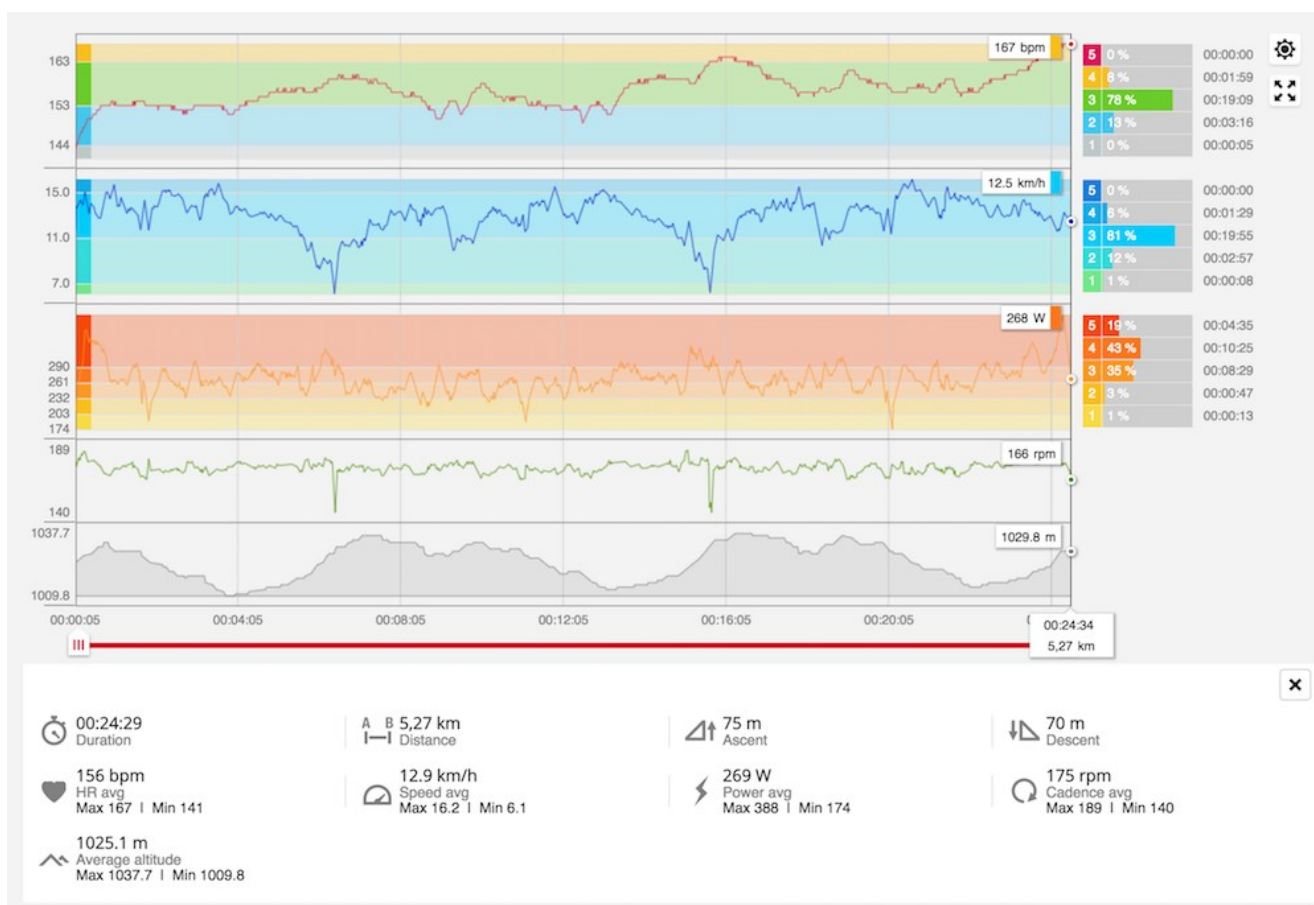 163
153
144
167 bpm
5 0 % 00:00:00
4 8 % 00:01:59
3 78 % 00:19:09
2 13 % 00:03:16
1 0 % 00:00:05
15.0
11.0
7.0
12.5 km/h
5 0 % 00:00:00
4 6 % 00:01:29
3 81 % 00:19:55
2 12 % 00:02:57
1 1 % 00:00:08
290
261
232
203
174
268 W
5 19 % 00:04:35
4 43 % 00:10:25
3 35 % 00:08:29
2 3 % 00:00:47
1 1 % 00:00:13
189
140
166 rpm
1037.7
1009.8
1029.8 m
00:00:05 00:04:05 00:08:05 00:12:05 00:16:05 00:20:05
00:24:34
5,27 km
00:24:29
Duration
A B 5,27 km
Distance
75 m
Ascent
70 m
Descent
156 bpm
HR avg
Max 167 | Min 141
12.9 km/h
Speed avg
Max 16.2 | Min 6.1
269 W
Power avg
Max 388 | Min 174
175 rpm
Cadence avg
Max 189 | Min 140
1025.1 m
Average altitude
Max 1037.7 | Min 1009.8